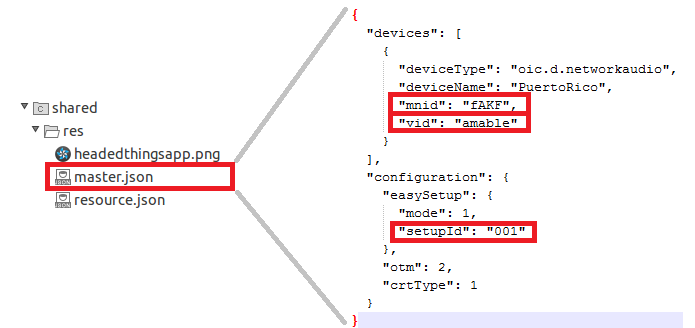 shared
res
headedthingsapp.png
master.json
resource.json
{
"devices": [
{
"deviceType": "oic.d.networkaudio",
"deviceName": "PuertoRico",
"mnid": "fAKF",
"vid": "amable"
}
],
"configuration": {
"easySetup": {
"mode": 1,
"setupId": "001"
},
"otm": 2,
"crtType": 1
}
}